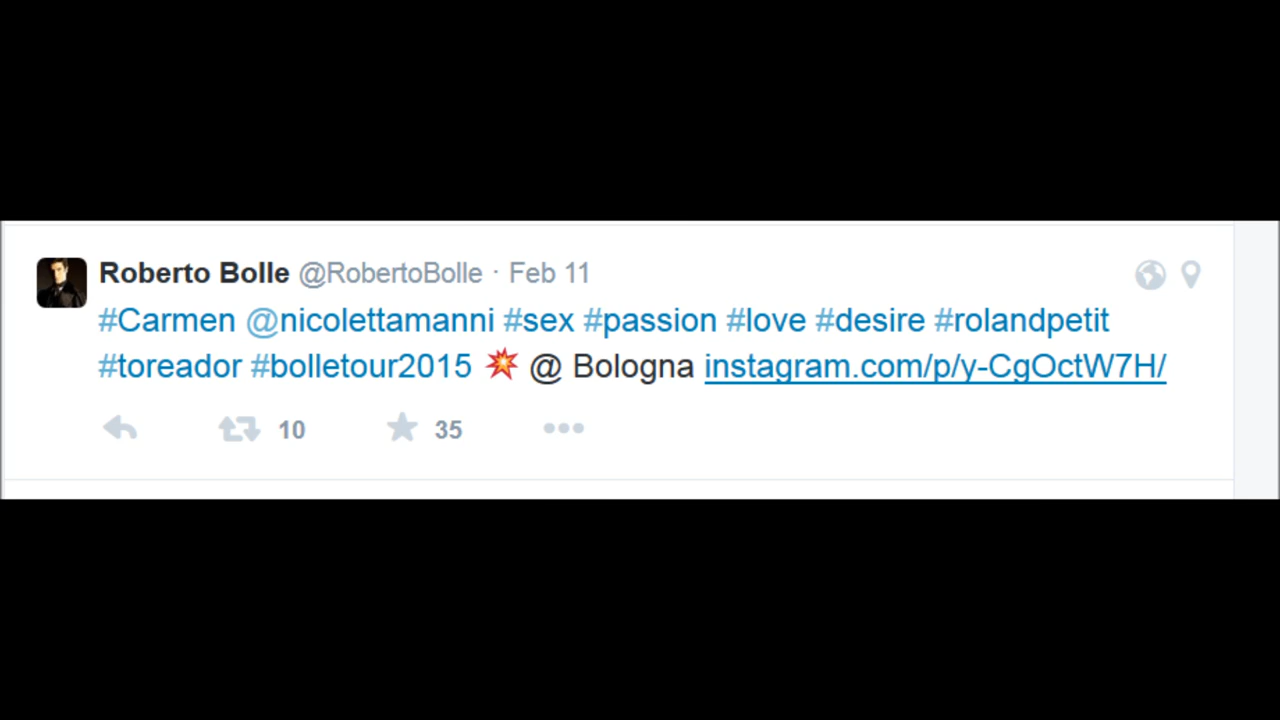 Roberto Bolle @RobertoBolle · Feb 11
#Carmen @nicolettamanni #sex #passion #love #desire #rolandpetit
#toreador #bolletour2015 💥 @ Bologna instagram.com/p/y-CgOctW7H/
10 35